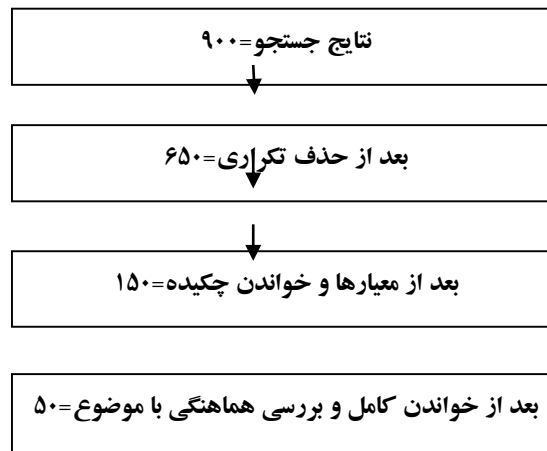 نتایج جستجو=۹۰۰
بعد از حذف تکراری=۶۵۰
بعد از معیارها و خواندن چکیده=۱۵۰
بعد از خواندن کامل و بررسی هماهنگی با موضوع=۵۰